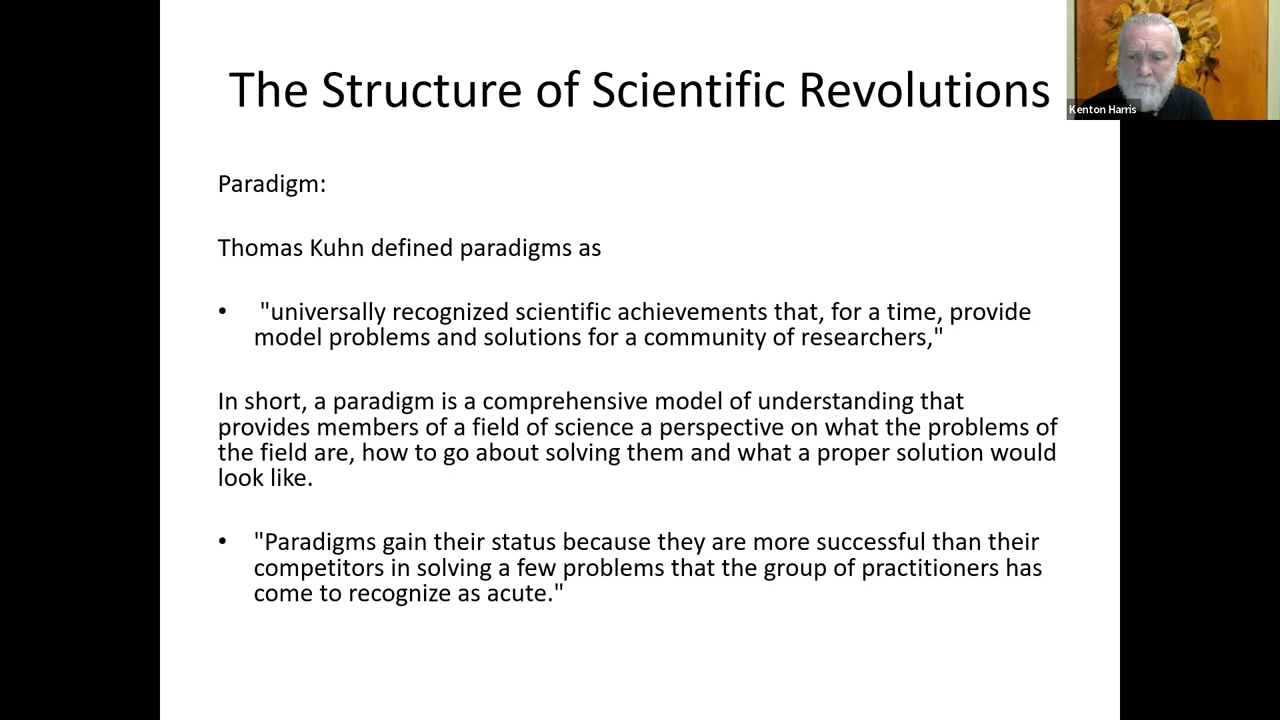 The Structure of Scientific Revolutions
Kenton Harris
Paradigm:
Thomas Kuhn defined paradigms as
• "universally recognized scientific achievements that, for a time, provide
model problems and solutions for a community of researchers,"
In short, a paradigm is a comprehensive model of understanding that
provides members of a field of science a perspective on what the problems of
the field are, how to go about solving them and what a proper solution would
look like.
• "Paradigms gain their status because they are more successful than their
competitors in solving a few problems that the group of practitioners has
come to recognize as acute."